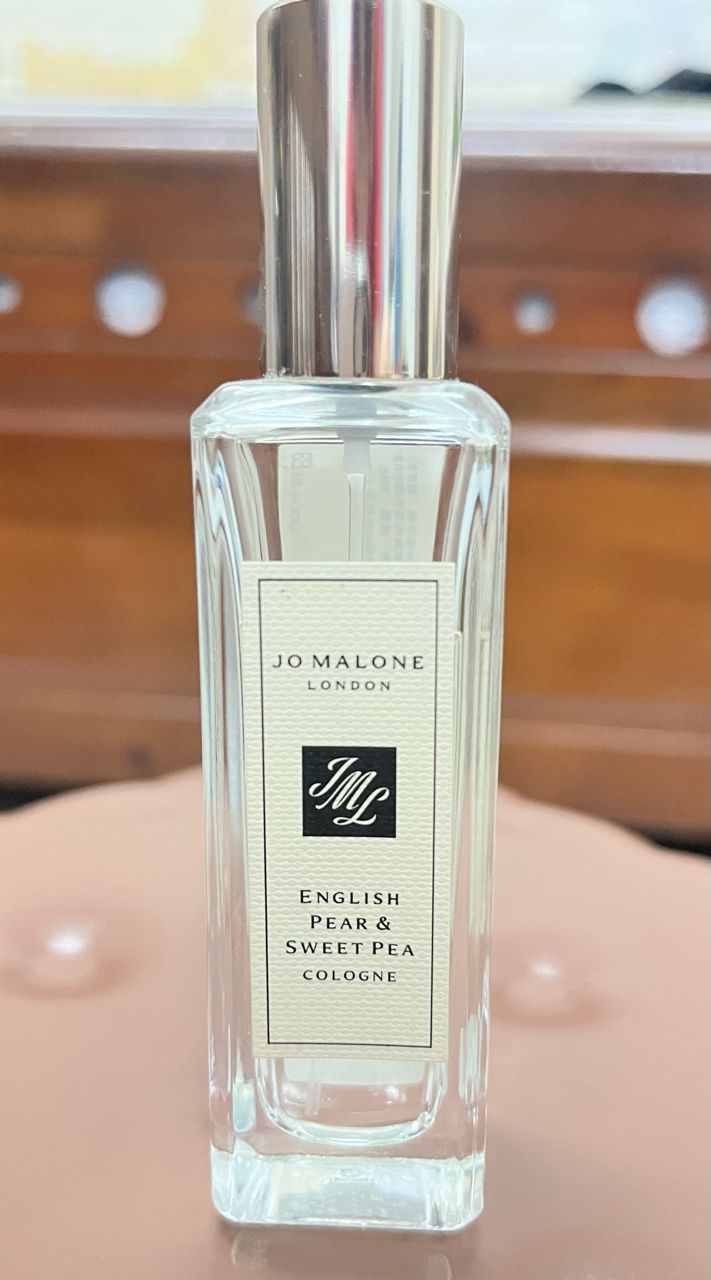 JO MALONE
LONDON
JML
ENGLISH
PEAR &
SWEET PEA
COLOGNE